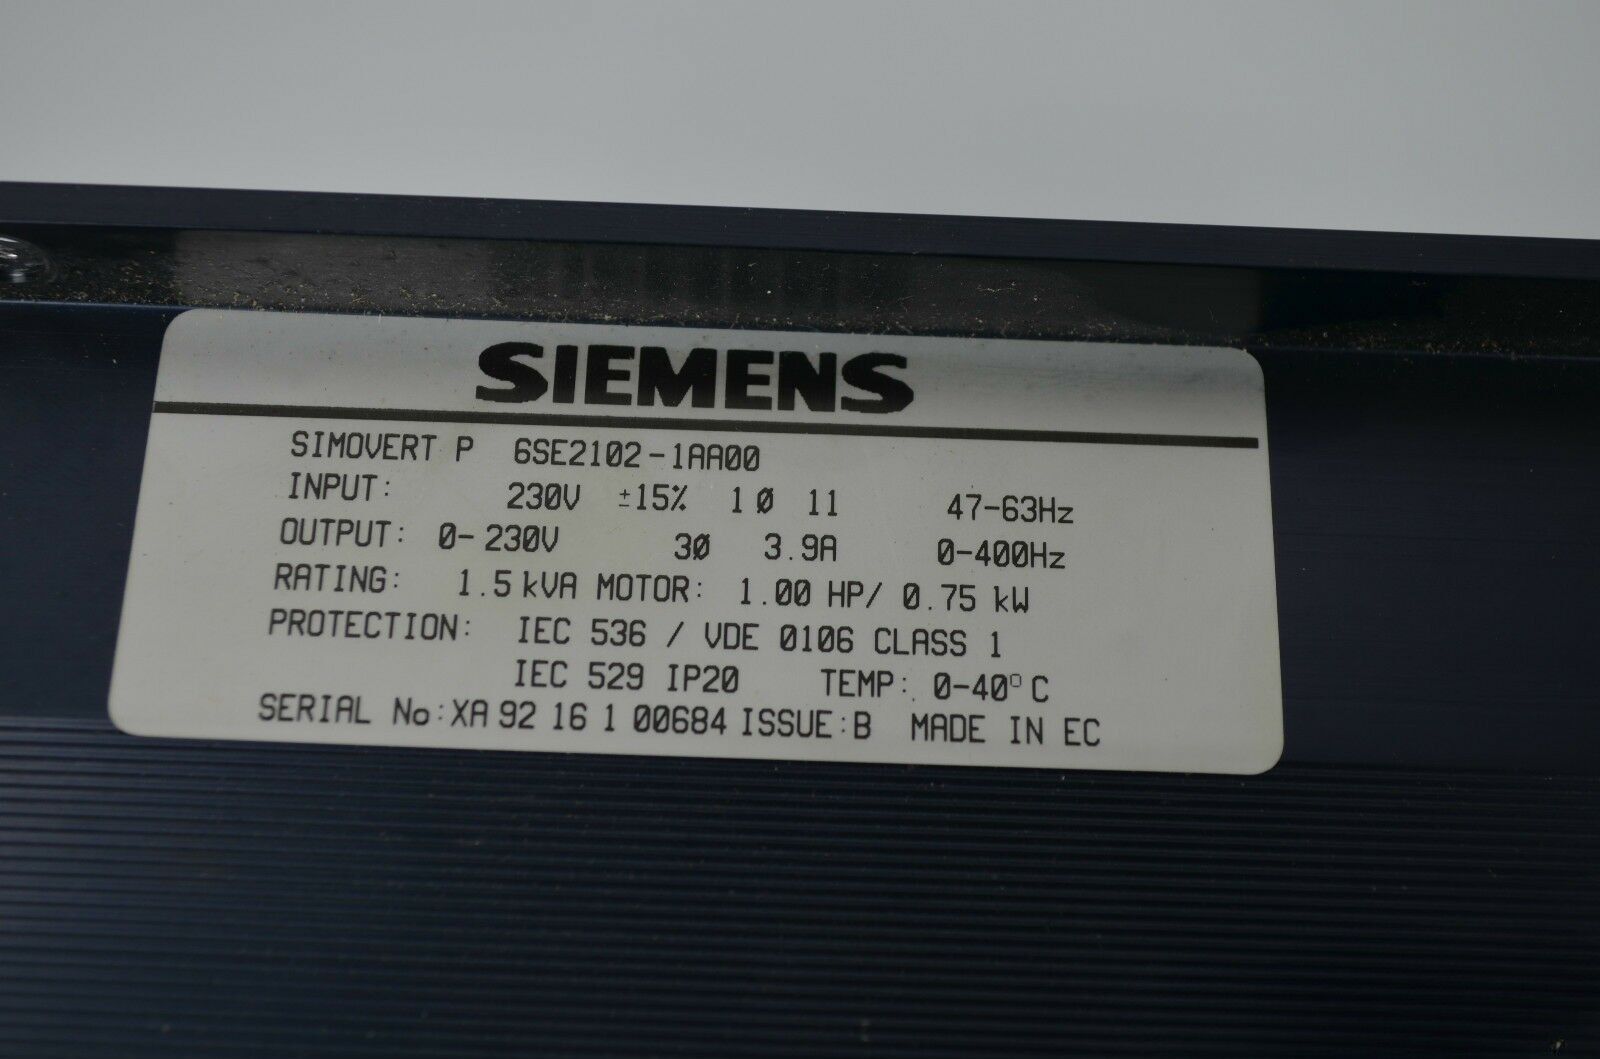 SIEMENS
SIMOVERT P 6SE2102-1AA00
INPUT: 230V ±15% 1Ø 11 47-63Hz
OUTPUT: 0-230V 3Ø 3.9A 0-400Hz
RATING: 1.5 kVA MOTOR: 1.00 HP/ 0.75 kW
PROTECTION: IEC 536 / VDE 0106 CLASS 1
IEC 529 IP20 TEMP: 0-40° C
SERIAL No:XA 92 16 1 00684 ISSUE:B MADE IN EC